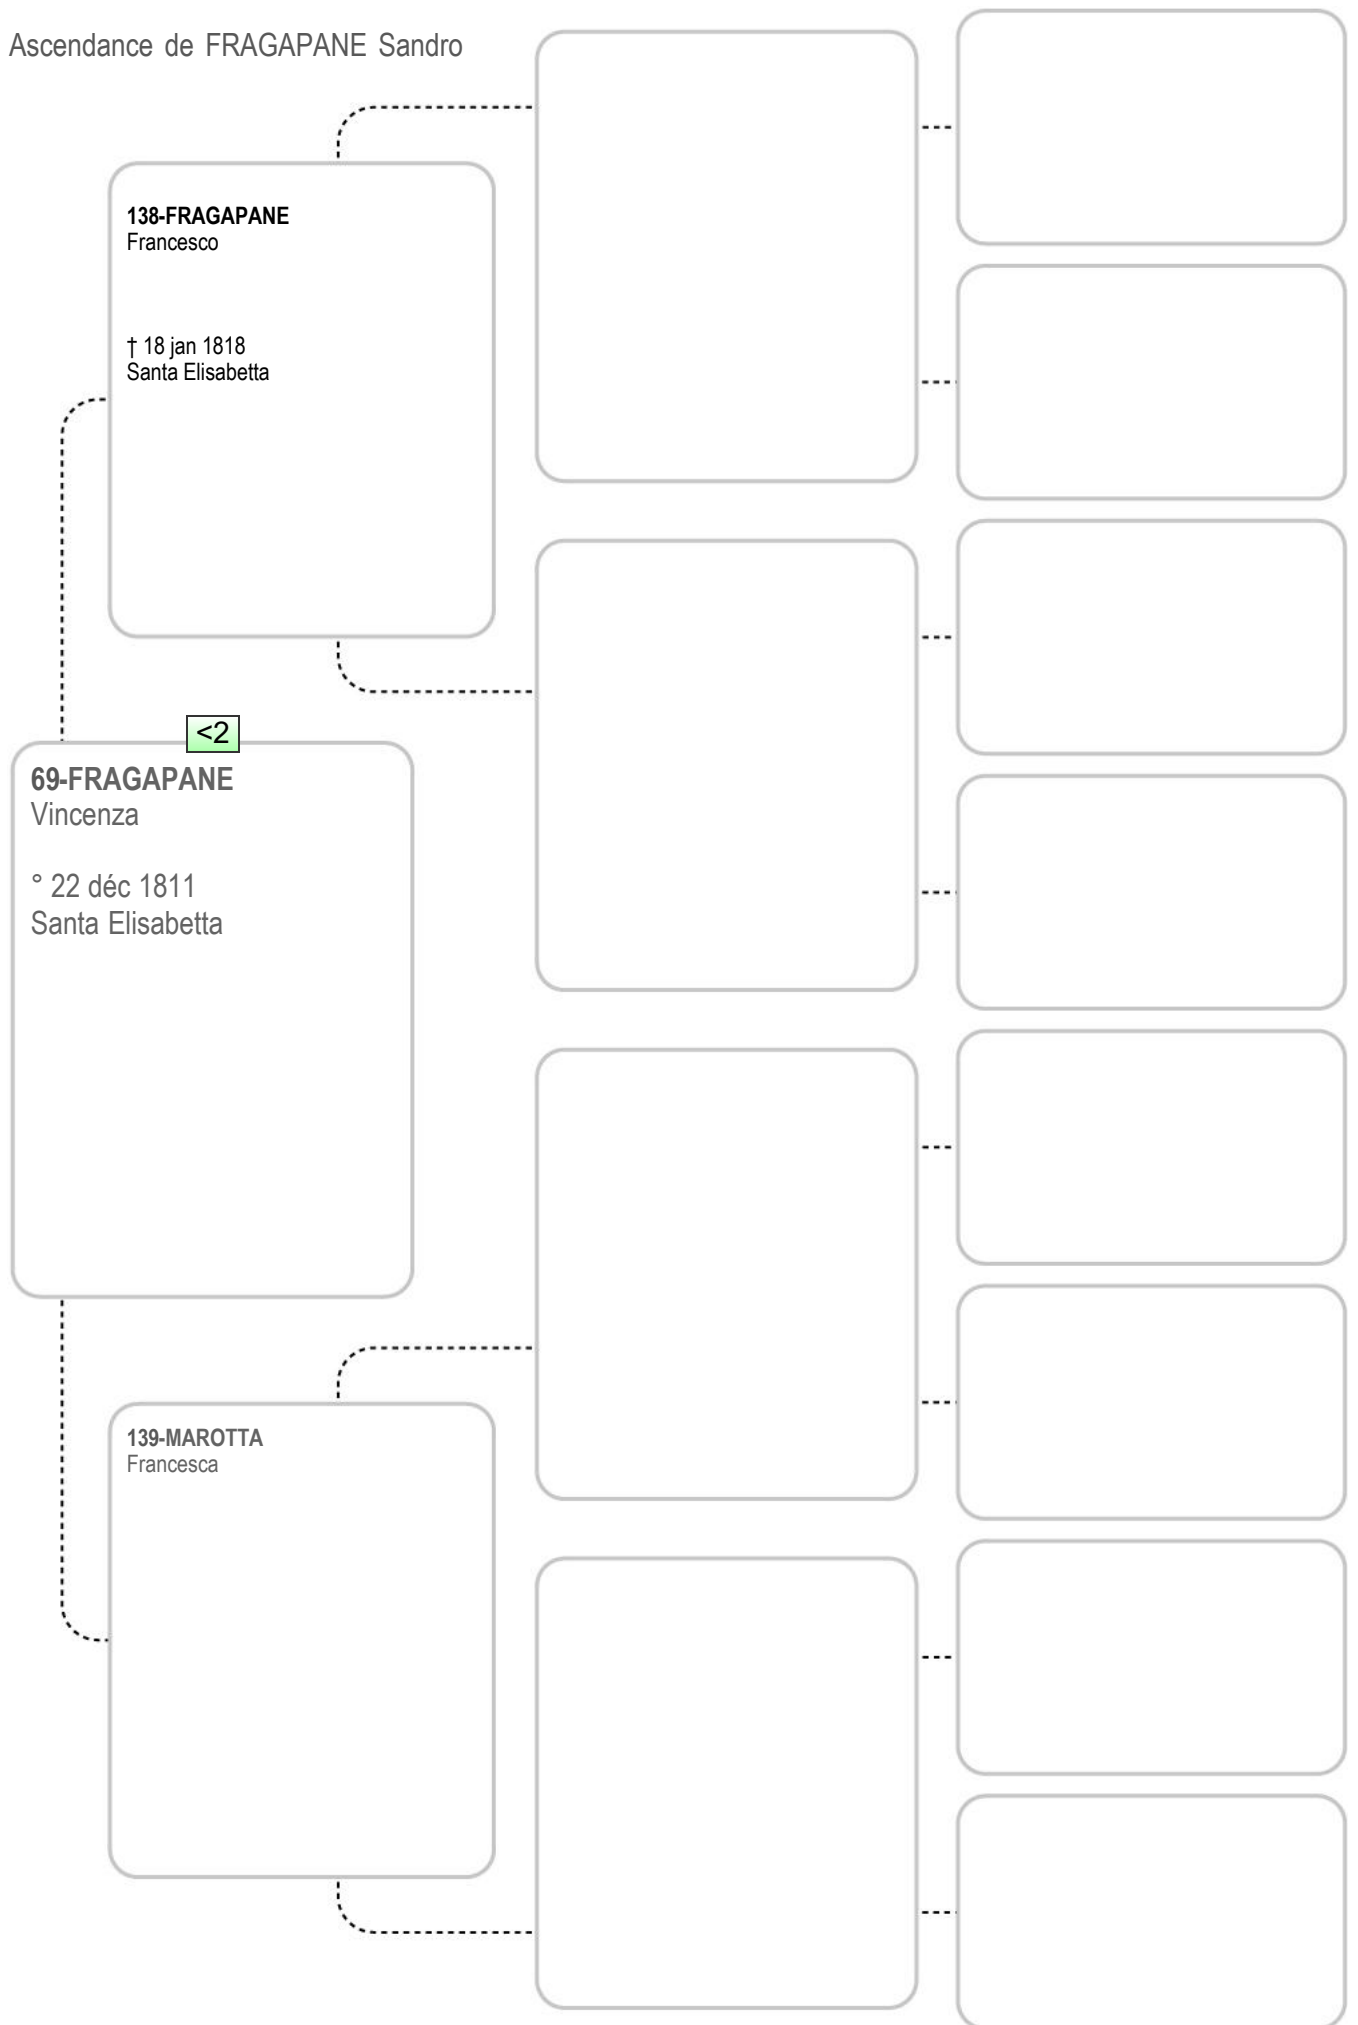 Ascendance de FRAGAPANE Sandro
138-FRAGAPANE
Francesco
† 18 jan 1818
Santa Elisabetta
<2
69-FRAGAPANE
Vincenza
° 22 déc 1811
Santa Elisabetta
139-MAROTTA
Francesca